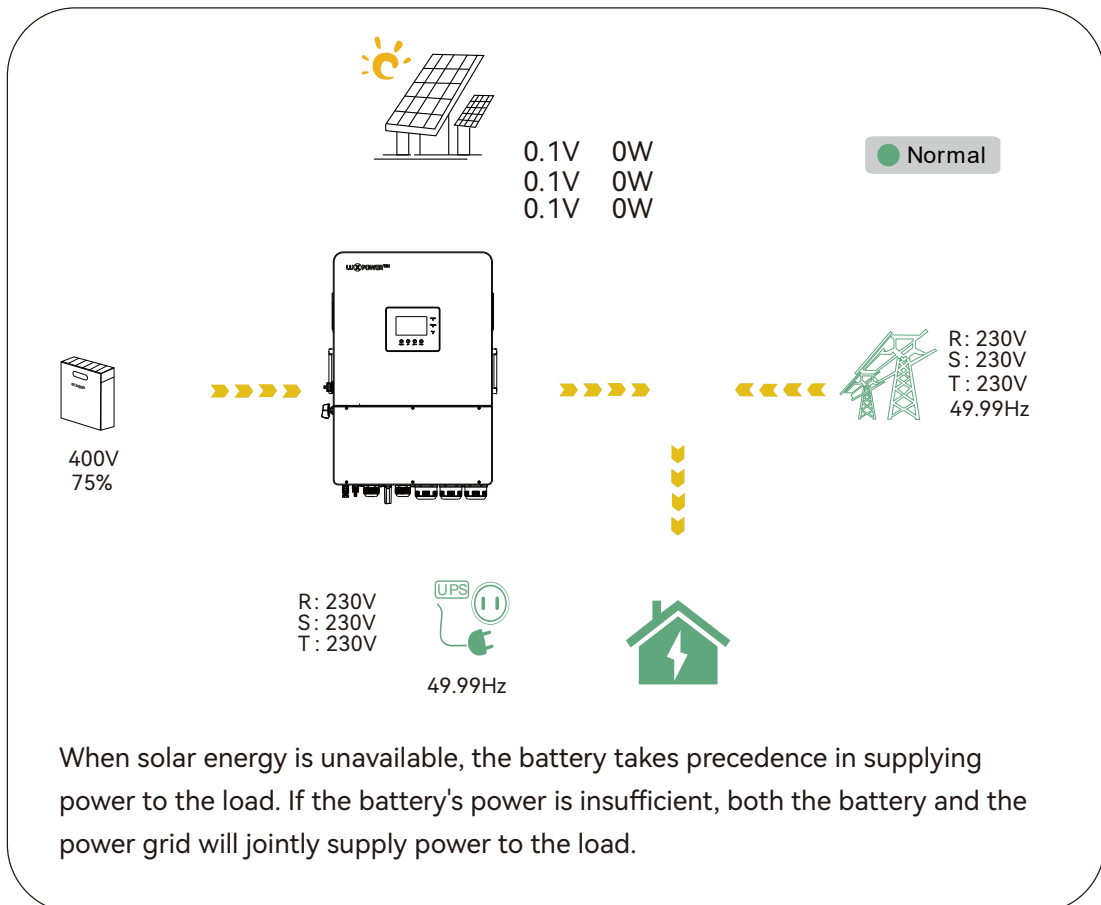 0.1V 0W
0.1V 0W
0.1V 0W
Normal
LUXPOWERTEK
R: 230V
S: 230V
T: 230V
49.99Hz
400V
75%
R: 230V
S: 230V
T: 230V
UPS
49.99Hz
When solar energy is unavailable, the battery takes precedence in supplying
power to the load. If the battery's power is insufficient, both the battery and the
power grid will jointly supply power to the load.